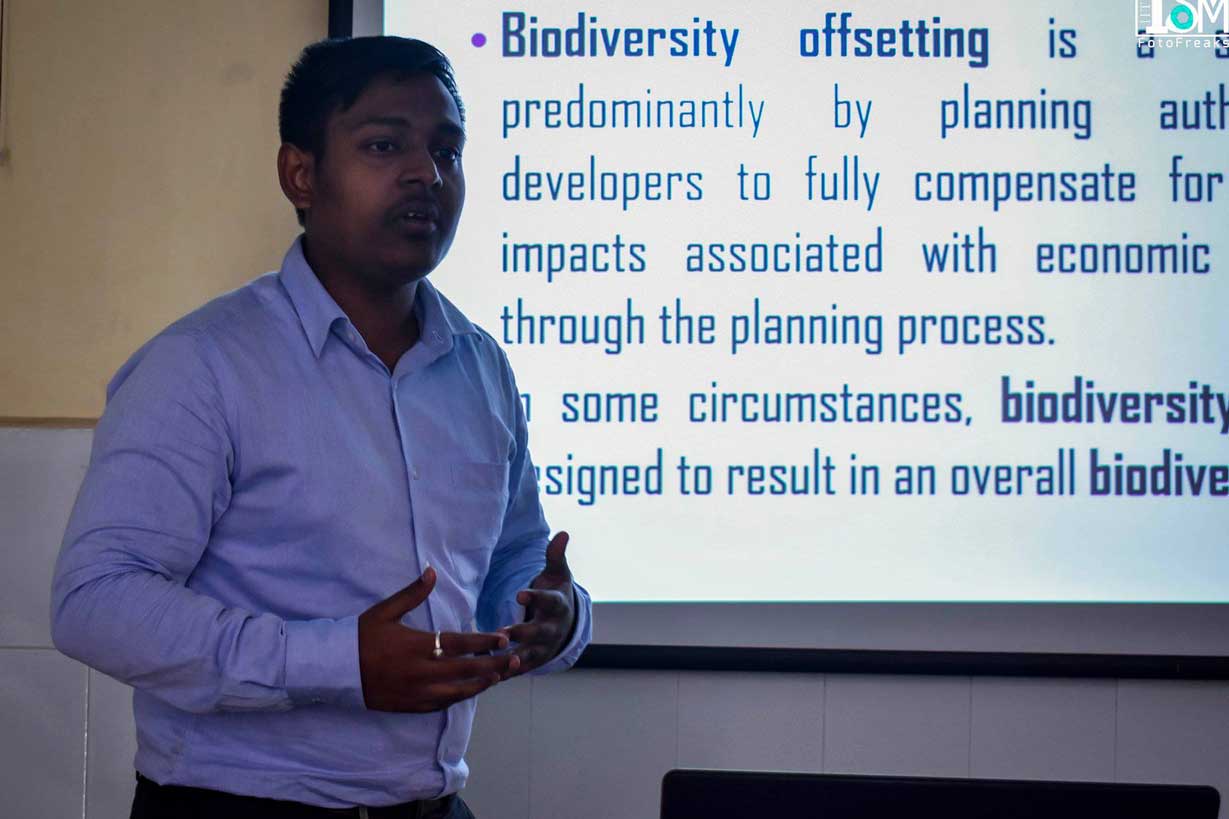 • Biodiversity offsetting is a
predominantly by planning
developers to fully compensate for
impacts associated with economic
through the planning process.
some circumstances, biodiversity
to result in an overall
FotoFreaks